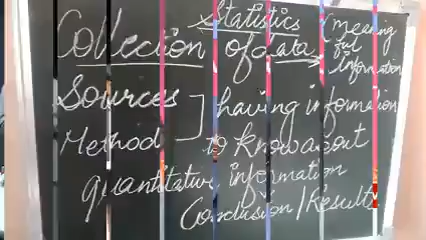 Statistics
Collection of data → (meaning
ful
information
Sources ] having information
Method to know about
quantitative information
Conclusion / Result